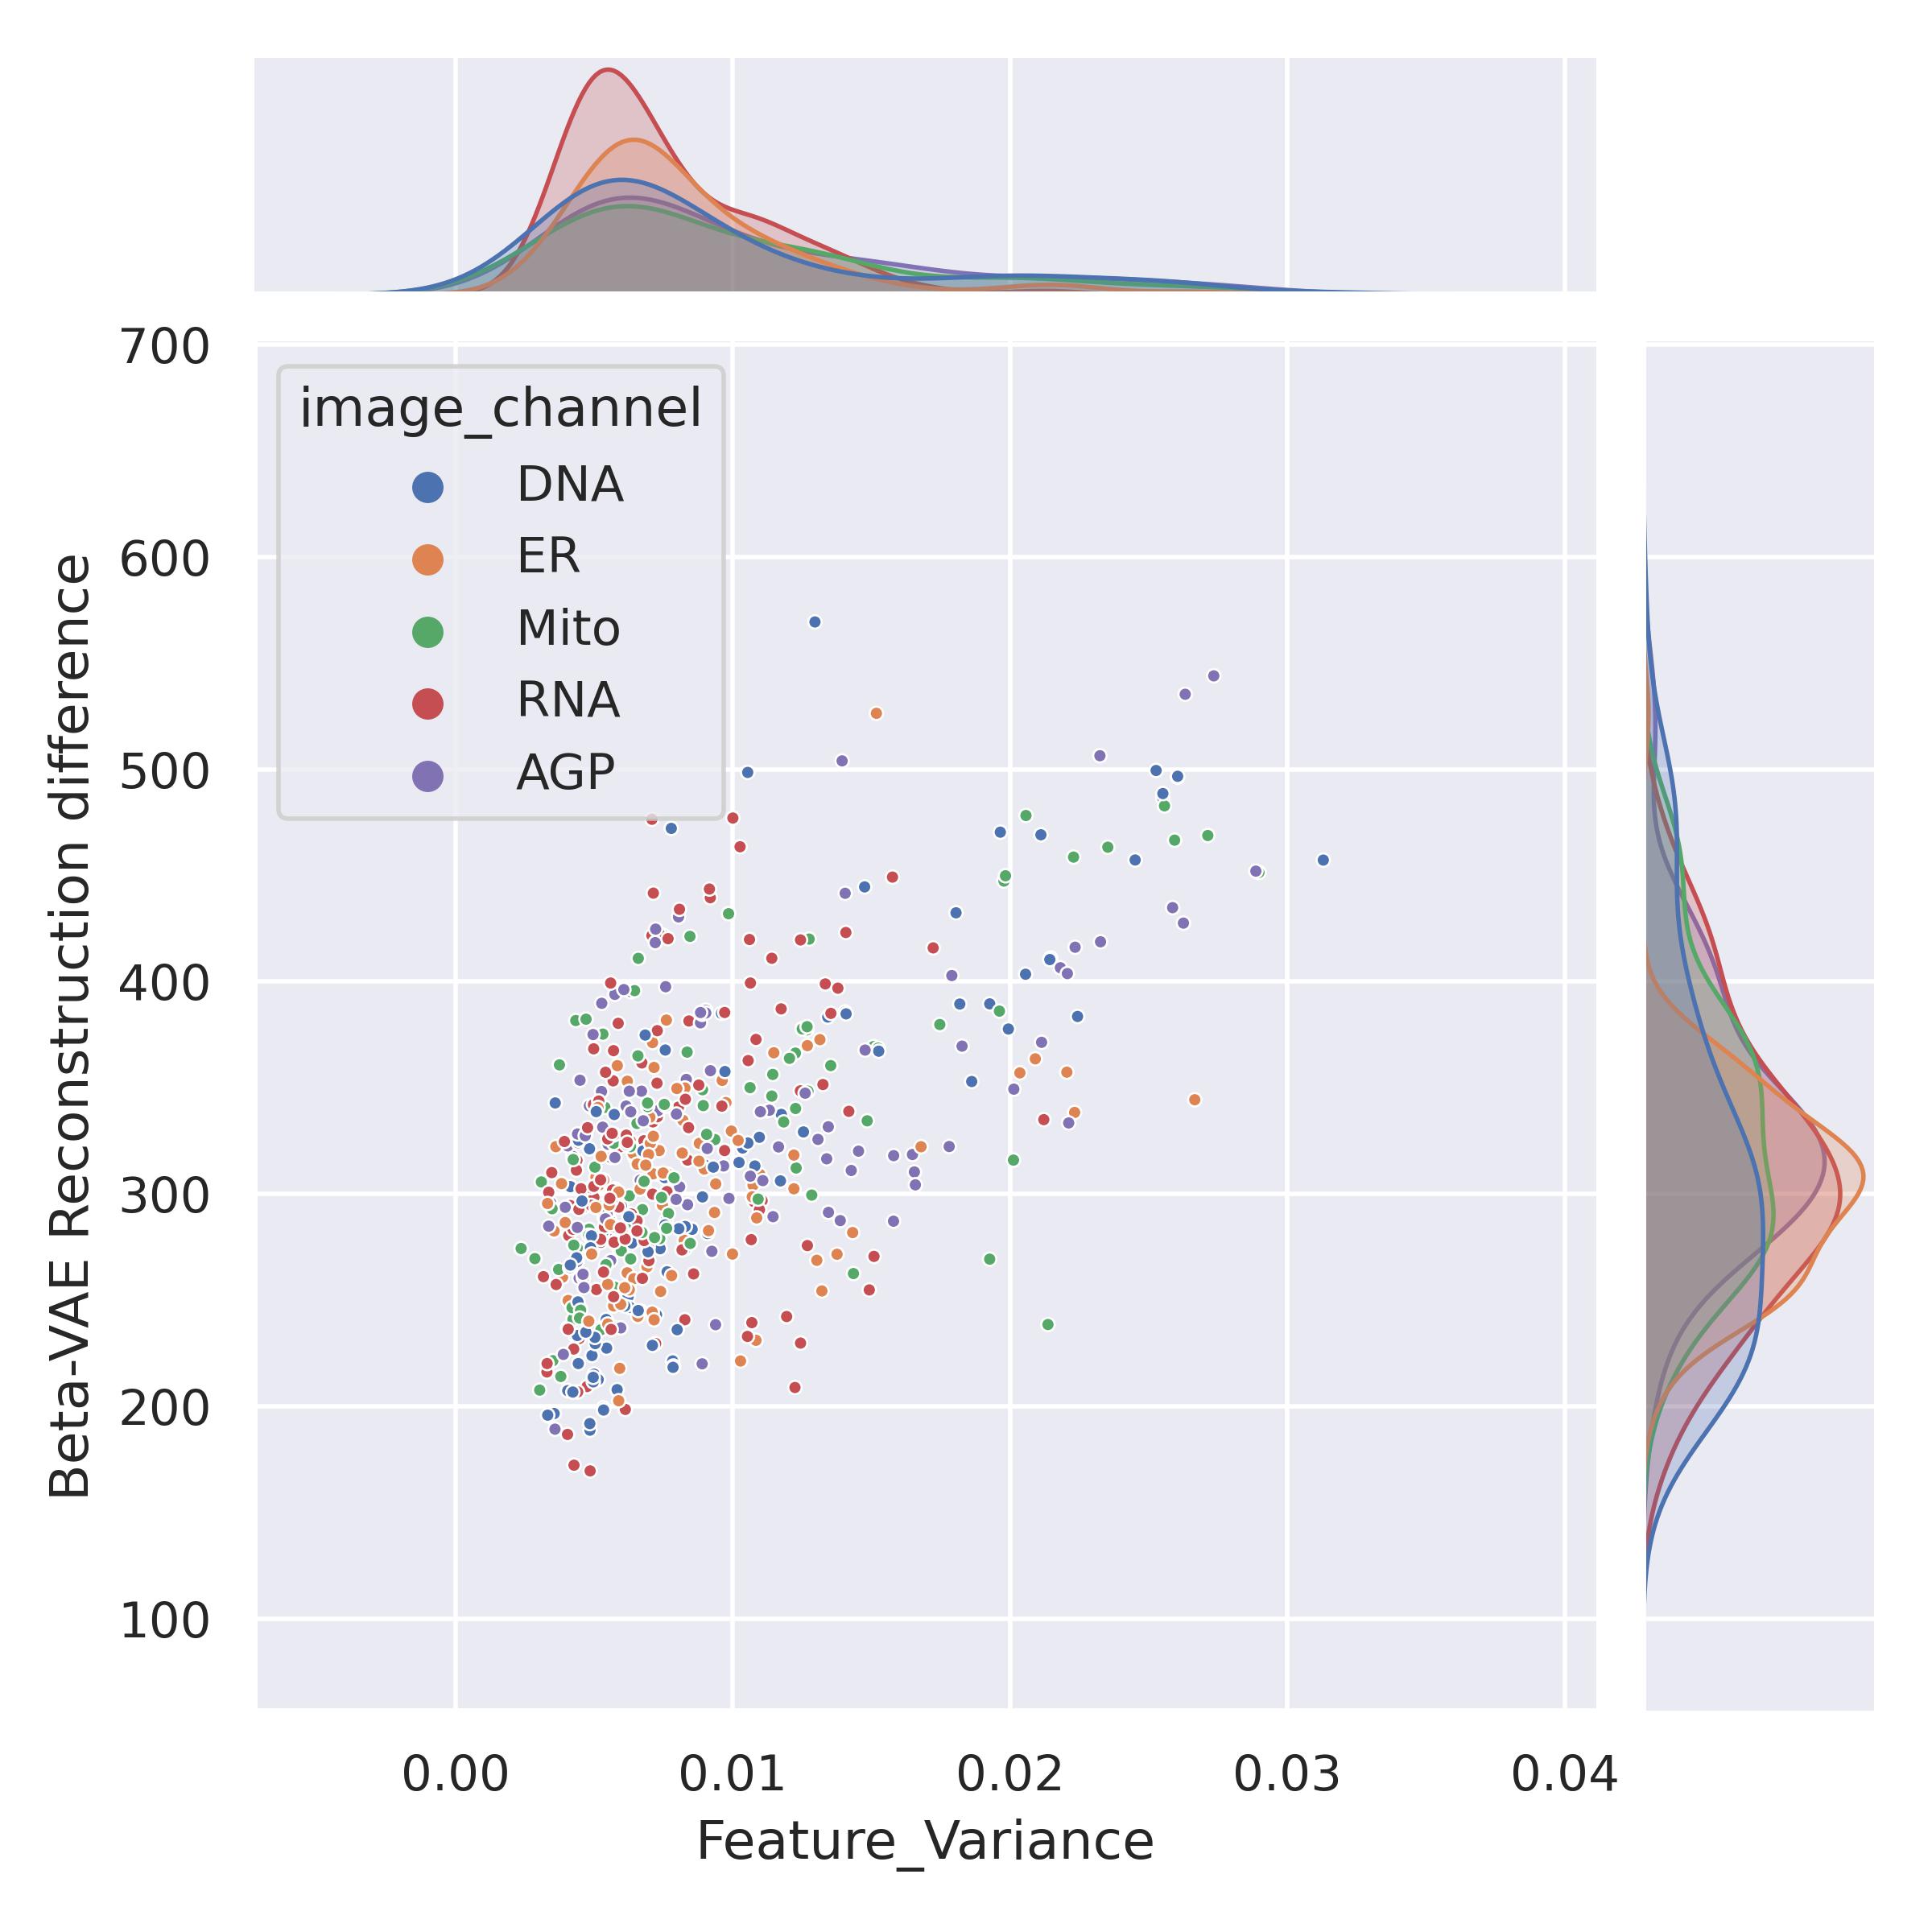 700
600
500
400
300
200
100
Beta-VAE Reconstruction difference
image_channel
DNA
ER
Mito
RNA
AGP
0.00 0.01 0.02 0.03 0.04
Feature_Variance